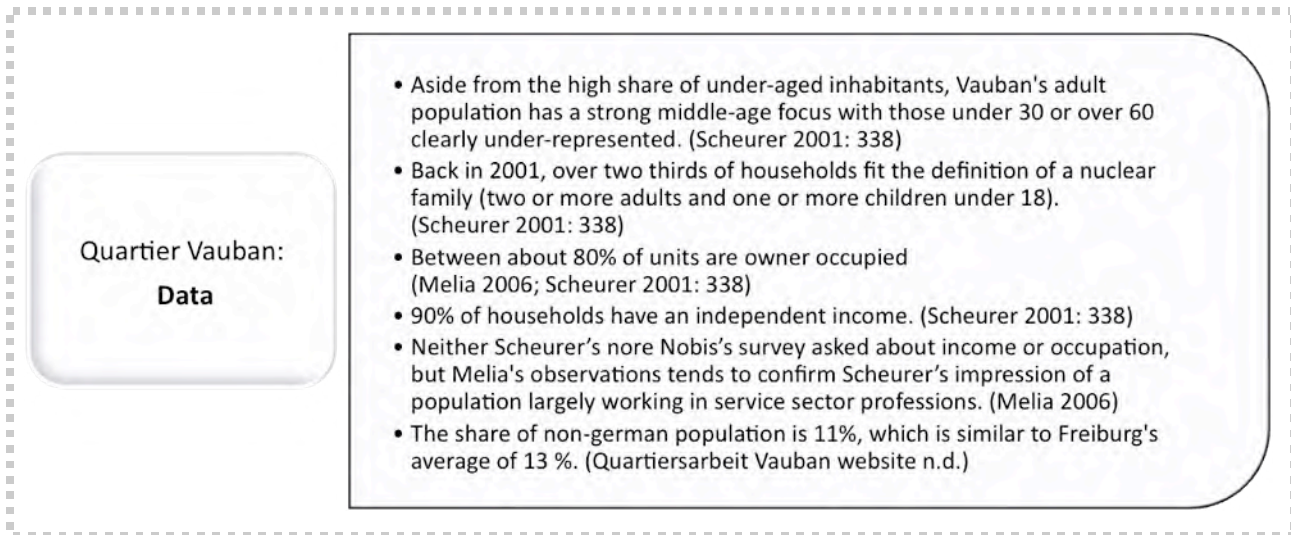 Quartier Vauban:
Data
• Aside from the high share of under-aged inhabitants, Vauban's adult
population has a strong middle-age focus with those under 30 or over 60
clearly under-represented. (Scheurer 2001: 338)
• Back in 2001, over two thirds of households fit the definition of a nuclear
family (two or more adults and one or more children under 18).
(Scheurer 2001: 338)
• Between about 80% of units are owner occupied
(Melia 2006; Scheurer 2001: 338)
• 90% of households have an independent income. (Scheurer 2001: 338)
• Neither Scheurer’s nore Nobis’s survey asked about income or occupation,
but Melia's observations tends to confirm Scheurer’s impression of a
population largely working in service sector professions. (Melia 2006)
• The share of non-german population is 11%, which is similar to Freiburg's
average of 13 %. (Quartiersarbeit Vauban website n.d.)